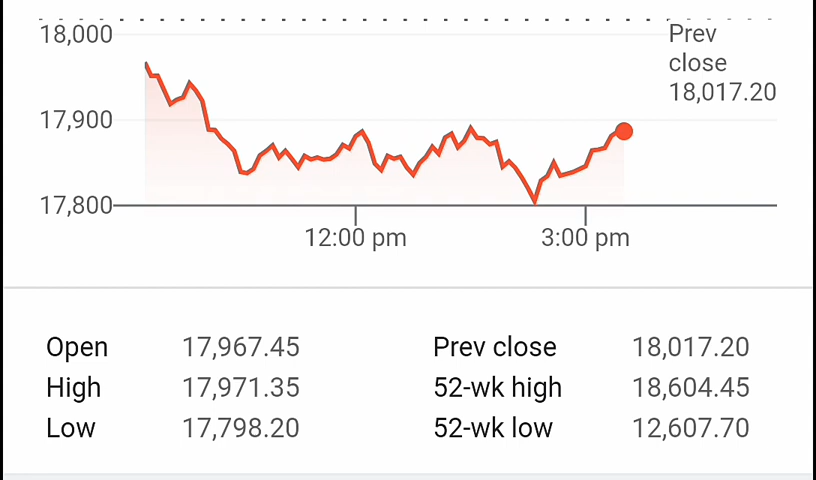 18,000
Prev
close
18,017.20
17,900
17,800
12:00 pm 3:00 pm
Open 17,967.45 Prev close 18,017.20
High 17,971.35 52-wk high 18,604.45
Low 17,798.20 52-wk low 12,607.70